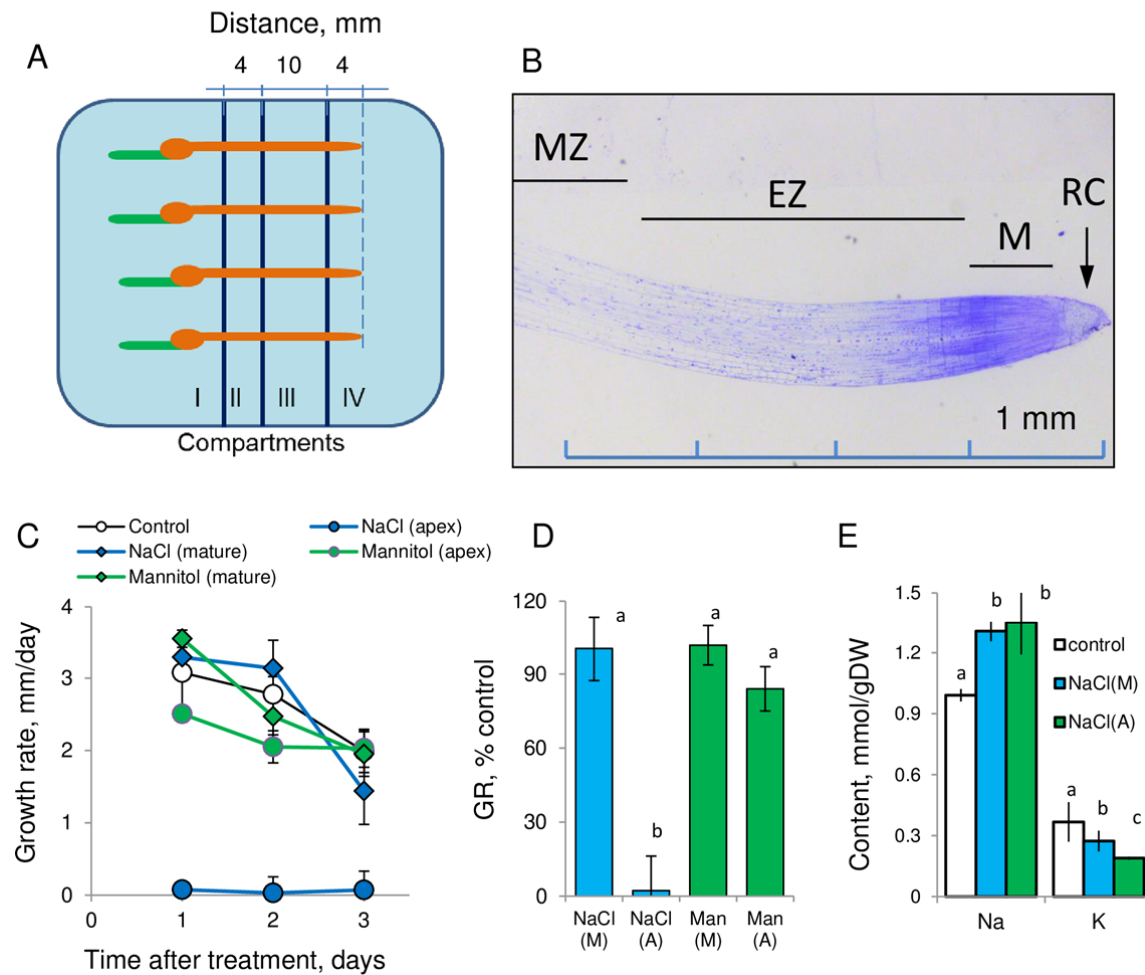 Distance, mm
A
4 10 4
I II III IV
Compartments
B
MZ
EZ
RC
M
1 mm
C
Control
NaCl (apex)
NaCl (mature)
Mannitol (apex)
Mannitol (mature)
Growth rate, mm/day
4
3
2
1
0
0 1 2 3
Time after treatment, days
D
GR, % control
120
90
60
30
0
a
b
a
a
NaCl (M)
NaCl (A)
Man (M)
Man (A)
E
Content, mmol/gDW
1.5
1.2
0.9
0.6
0.3
0
a
b
b
a
b
c
control
NaCl(M)
NaCl(A)
Na K